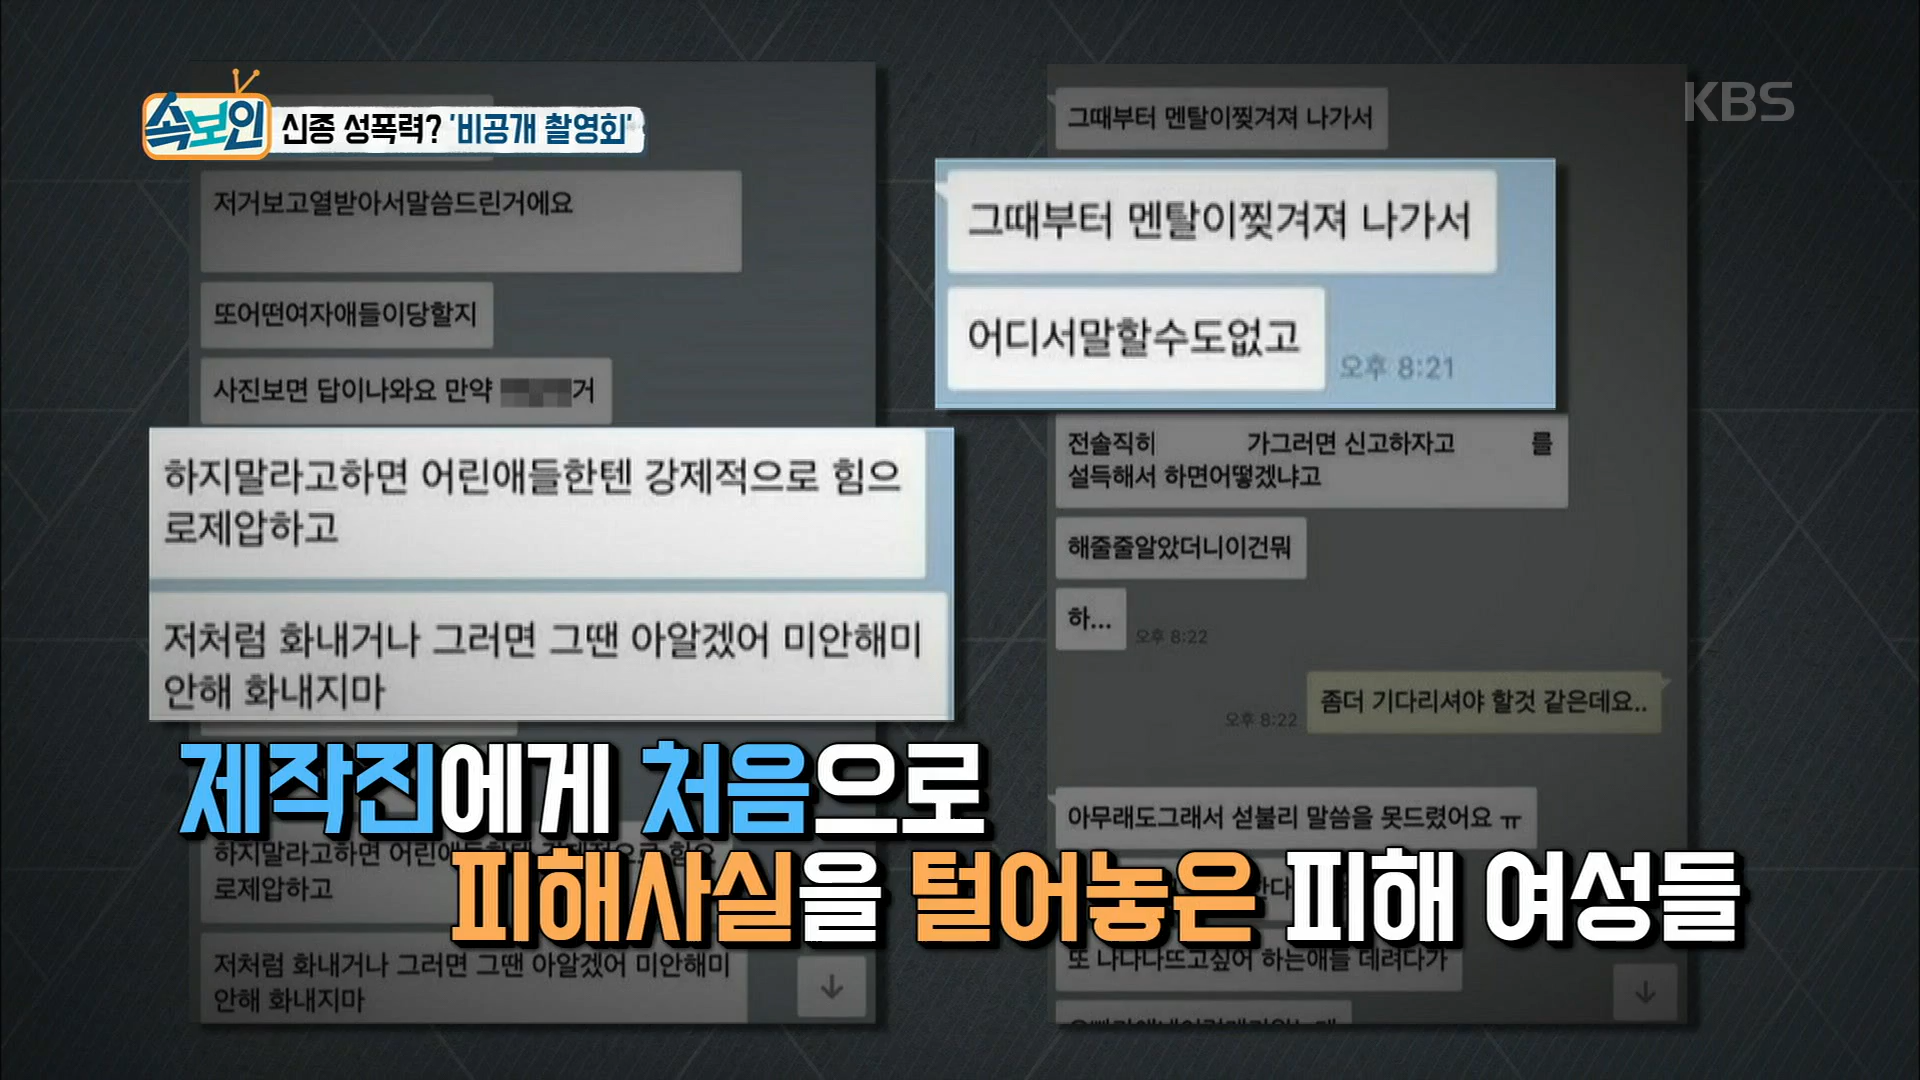 속보인
신종 성폭력? '비공개 촬영회'
KBS
저거보고열받아서말씀드린거에요
또어떤여자애들이당할지
사진보면 답이나와요 만약
거
하지말라고하면 어린애들한텐 강제적으로 힘으
로제압하고
저처럼 화내거나 그러면 그땐 아알겠어 미안해미
안해 화내지마
하지말라고하면 어린애들한텐 강제적으로 힘으
로제압하고
저처럼 화내거나 그러면 그땐 아알겠어 미안해미
안해 화내지마
그때부터 멘탈이찢겨져 나가서
그때부터 멘탈이찢겨져 나가서
어디서말할수도없고
오후 8:21
전솔직히 가그러면 신고하자고 를
설득해서 하면어떻겠냐고
해줄줄알았더니이건뭐
하...
오후 8:22
좀더 기다리셔야 할것 같은데요..
오후 8:22
아무래도그래서 섣불리 말씀을 못드렸어요 ㅠ
또 나나나뜨고싶어 하는애들 데려다가
제작진에게 처음으로
피해사실을 털어놓은 피해 여성들